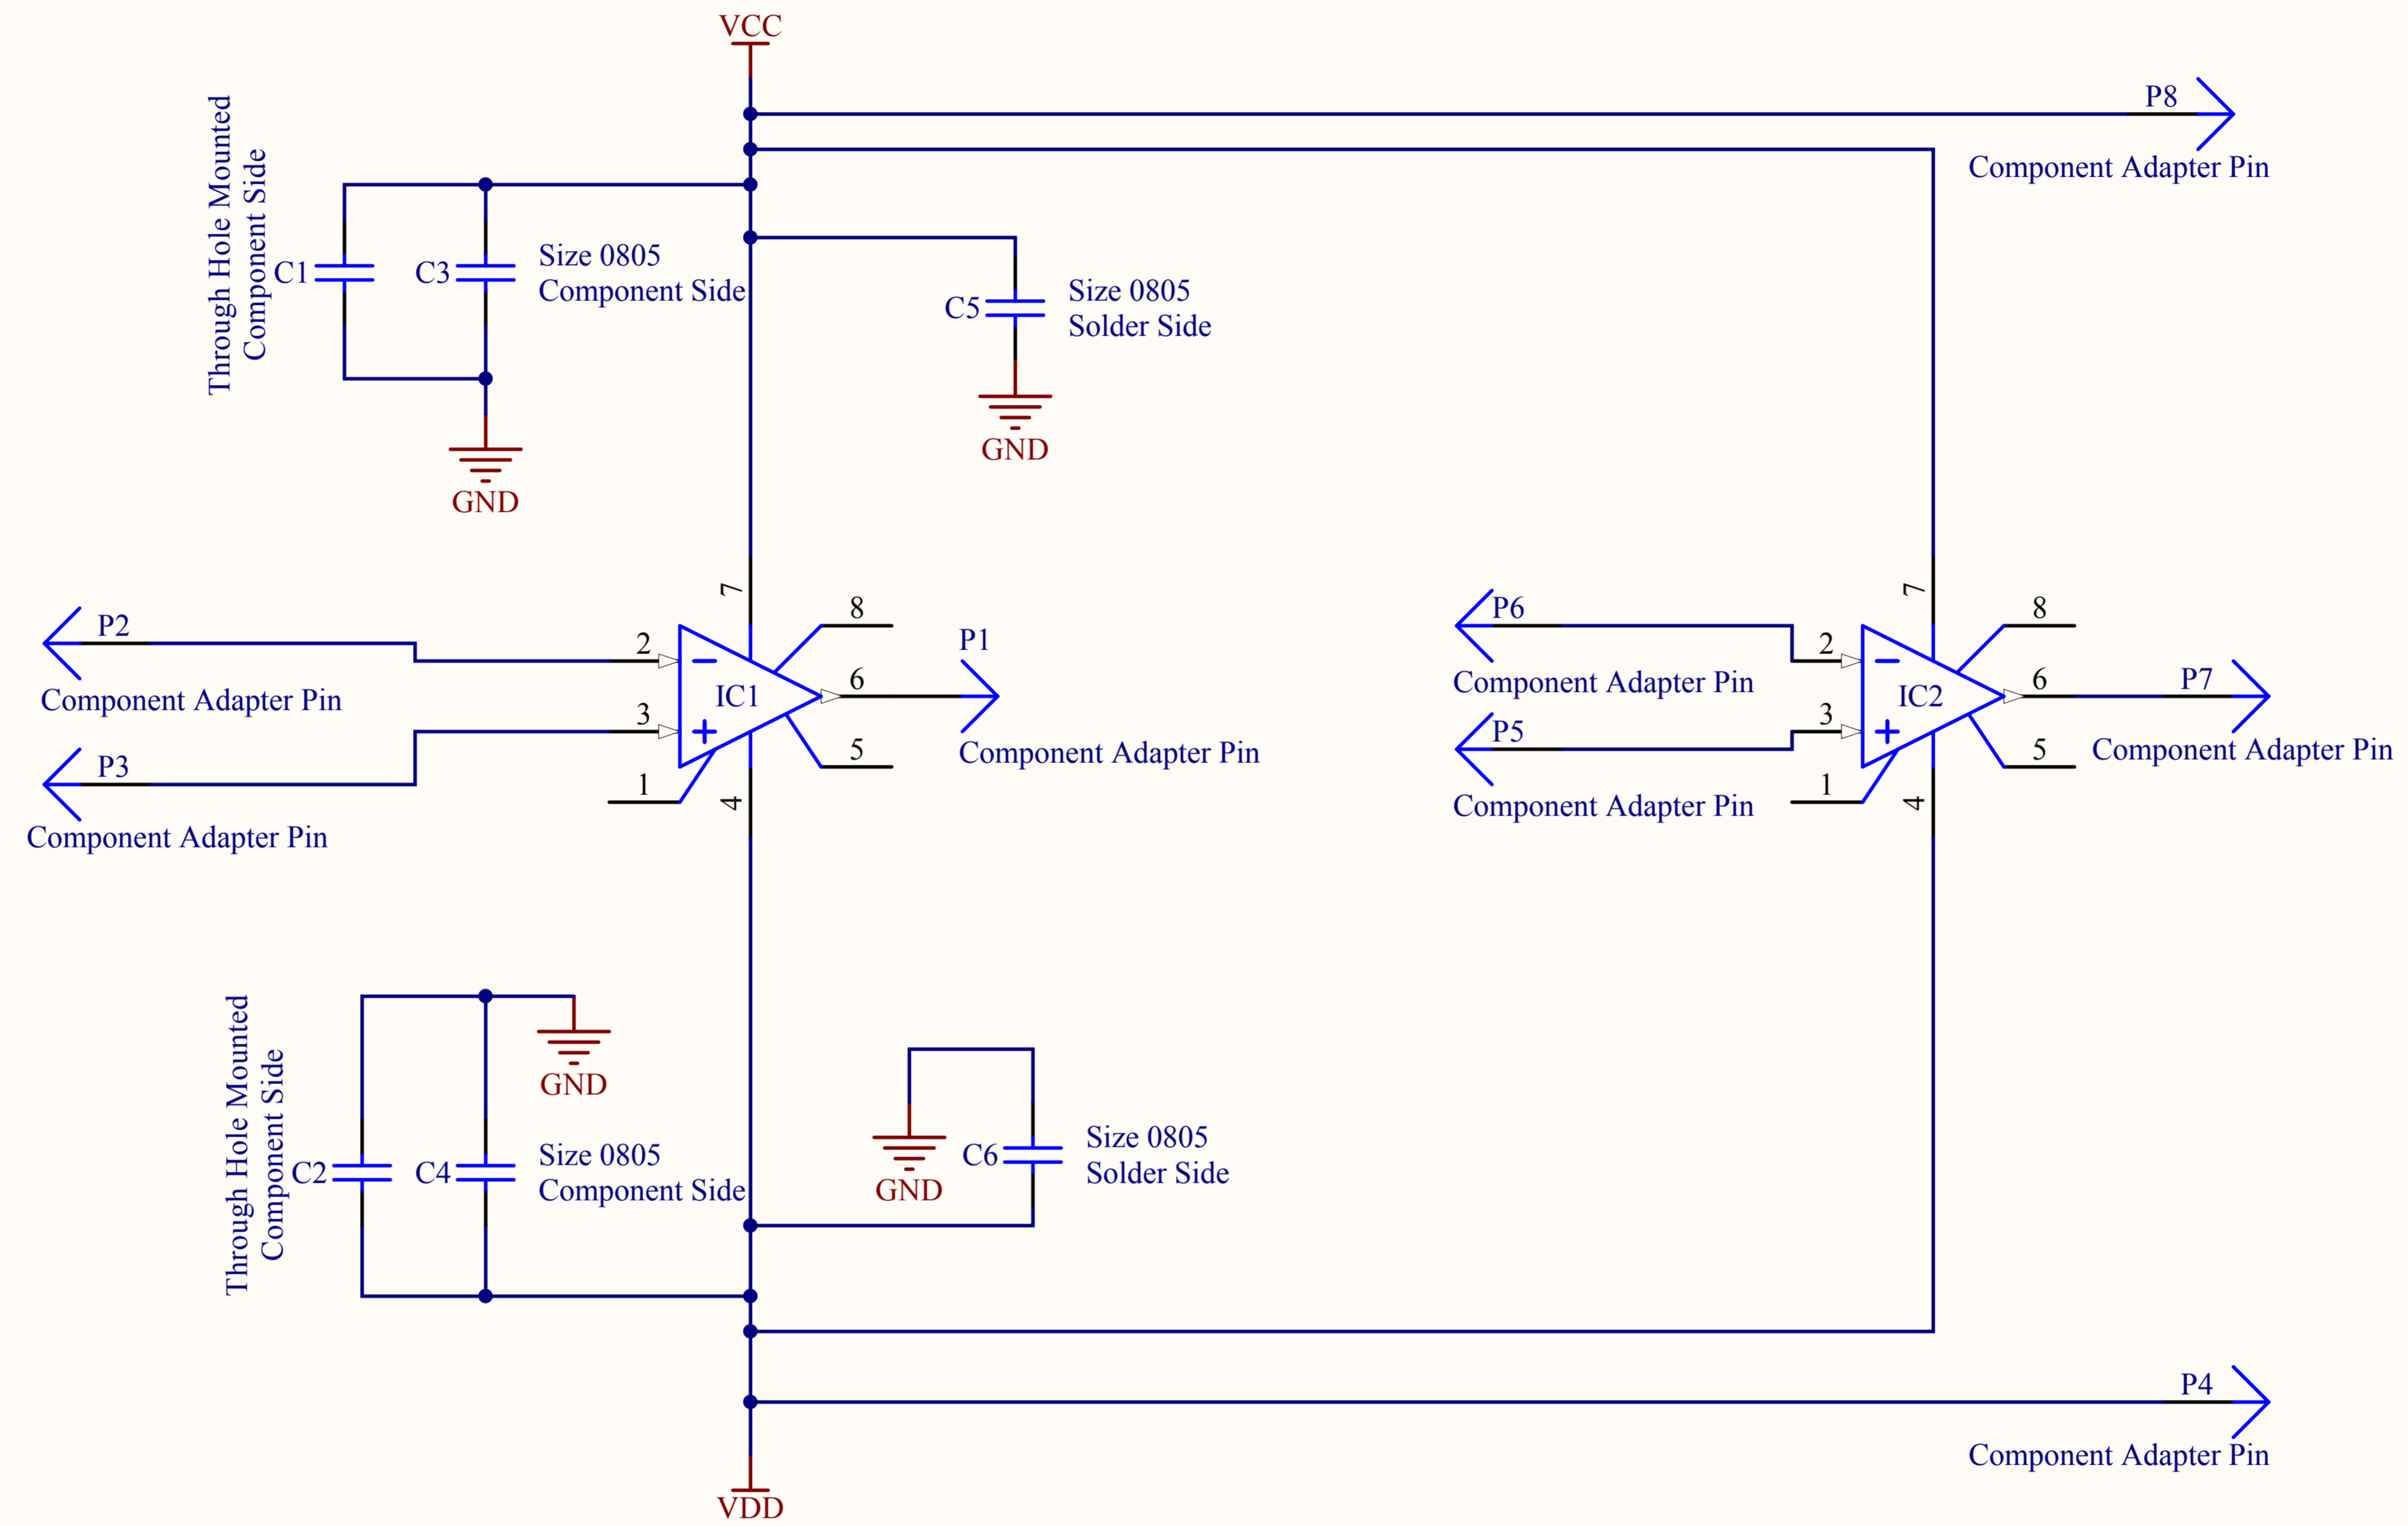 VCC
P8
Component Adapter Pin
Through Hole Mounted
Component Side
C1
C3
Size 0805
Component Side
C5
Size 0805
Solder Side
GND
GND
7
7
P2
2
8
P1
Component Adapter Pin
IC1
6
P3
3
5
Component Adapter Pin
Component Adapter Pin
1
4
P6
2
8
Component Adapter Pin
IC2
6
P7
P5
3
5
Component Adapter Pin
Component Adapter Pin
1
4
Through Hole Mounted
Component Side
GND
C2
C4
Size 0805
Component Side
GND
C6
Size 0805
Solder Side
P4
Component Adapter Pin
VDD